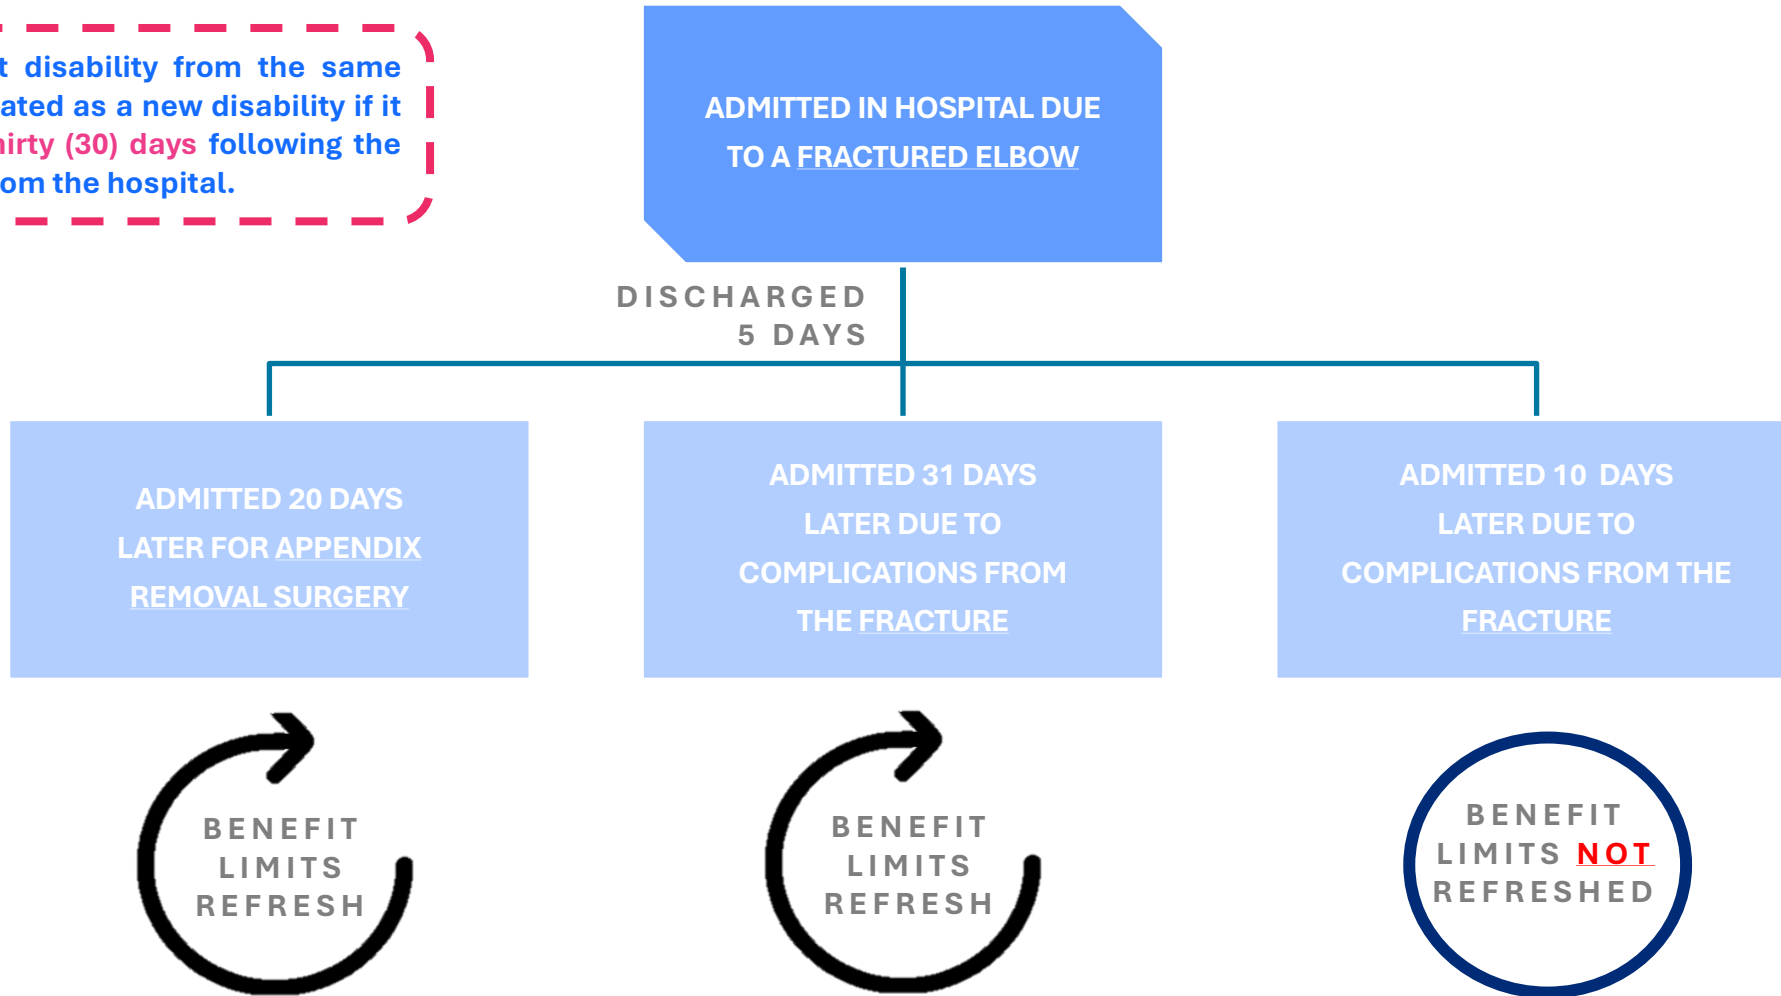 disability from the same
as a new disability if it
(30) days following the
the hospital.
ADMITTED IN HOSPITAL DUE
TO A FRACTURED ELBOW
DISCHARGED
5 DAYS
ADMITTED 20 DAYS
LATER FOR APPENDIX
REMOVAL SURGERY
ADMITTED 31 DAYS
LATER DUE TO
COMPLICATIONS FROM
THE FRACTURE
ADMITTED 10 DAYS
LATER DUE TO
COMPLICATIONS FROM THE
FRACTURE
BENEFIT
LIMITS
REFRESH
BENEFIT
LIMITS
REFRESH
BENEFIT
LIMITS NOT
REFRESHED